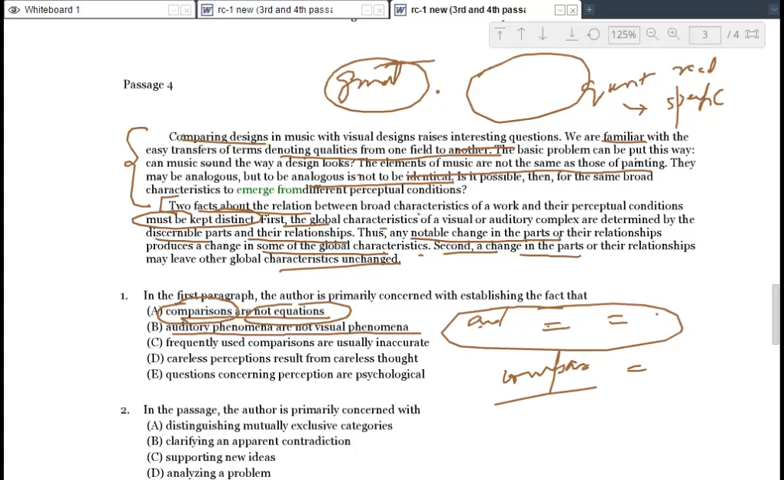 Whiteboard 1
rc-1 new (3rd and 4th passa
rc-1 new (3rd and 4th passa
125%
3
/ 4
Passage 4
Comparing designs in music with visual designs raises interesting questions. We are familiar with the
easy transfers of terms denoting qualities from one field to another. The basic problem can be put this way:
can music sound the way a design looks? The elements of music are not the same as those of painting. They
may be analogous, but to be analogous is not to be identical. Is it possible, then, for the same broad
characteristics to emerge fromdifferent perceptual conditions?
Two facts about the relation between broad characteristics of a work and their perceptual conditions
must be kept distinct. First, the global characteristics of a visual or auditory complex are determined by the
discernible parts and their relationships. Thus, any notable change in the parts or their relationships
produces a change in some of the global characteristics. Second, a change in the parts or their relationships
may leave other global characteristics unchanged.
1. In the first paragraph, the author is primarily concerned with establishing the fact that
(A) comparisons are not equations
(B) auditory phenomena are not visual phenomena
(C) frequently used comparisons are usually inaccurate
(D) careless perceptions result from careless thought
(E) questions concerning perception are psychological
2. In the passage, the author is primarily concerned with
(A) distinguishing mutually exclusive categories
(B) clarifying an apparent contradiction
(C) supporting new ideas
(D) analyzing a problem